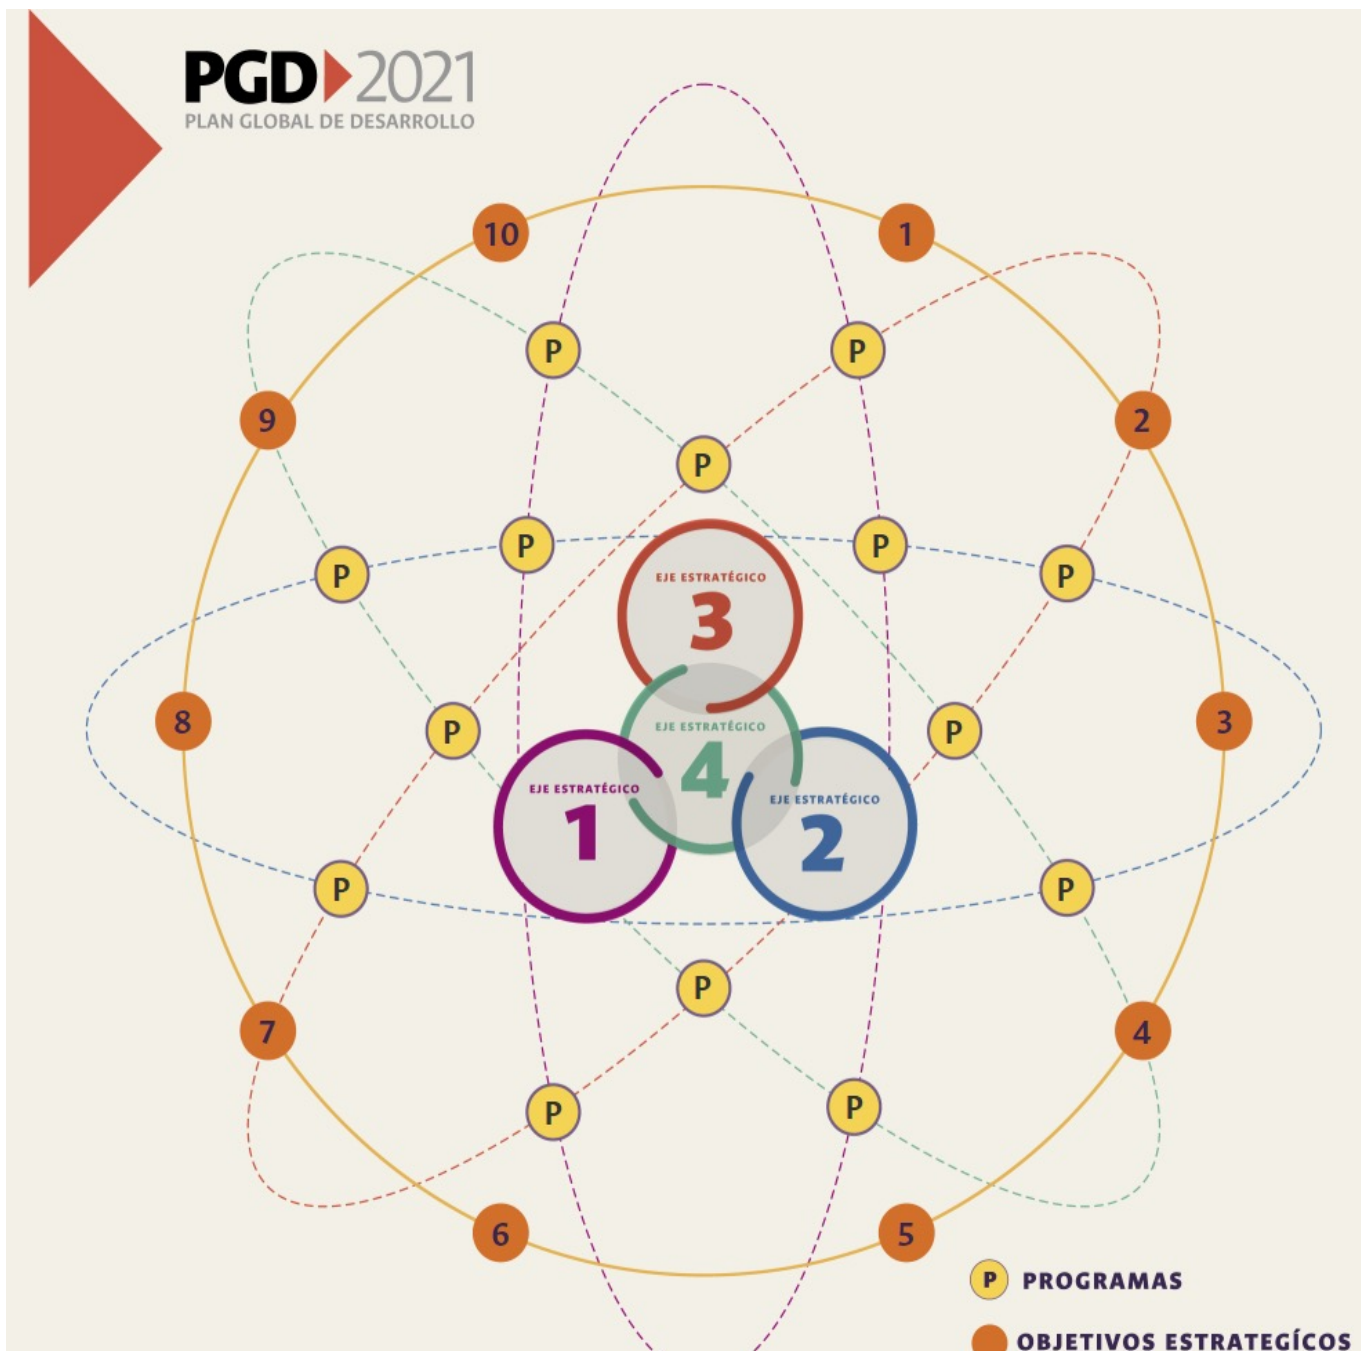 PGD 2021
PLAN GLOBAL DE DESARROLLO
10
1
P
P
9
2
P
P
P
P
P
EJE ESTRATÉGICO
3
8
P
EJE ESTRATÉGICO
4
P
3
EJE ESTRATÉGICO
1
EJE ESTRATÉGICO
2
P
P
P
7
4
P
P
6
5
P PROGRAMAS
OBJETIVOS ESTRATEGÍCOS